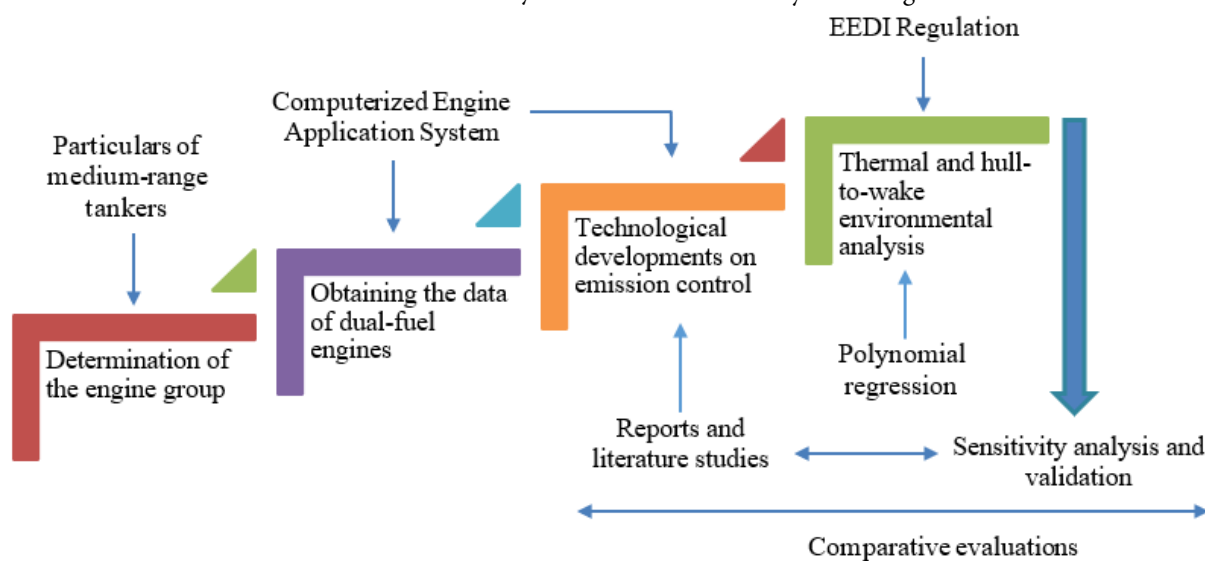 EEDI Regulation
Computerized Engine
Application System
Particulars of
medium-range
tankers
Thermal and hull-
to-wake
environmental
analysis
Technological
developments on
emission control
Obtaining the data
of dual-fuel
engines
Determination of
the engine group
Polynomial
regression
Reports and
literature studies
Sensitivity analysis and
validation
Comparative evaluations